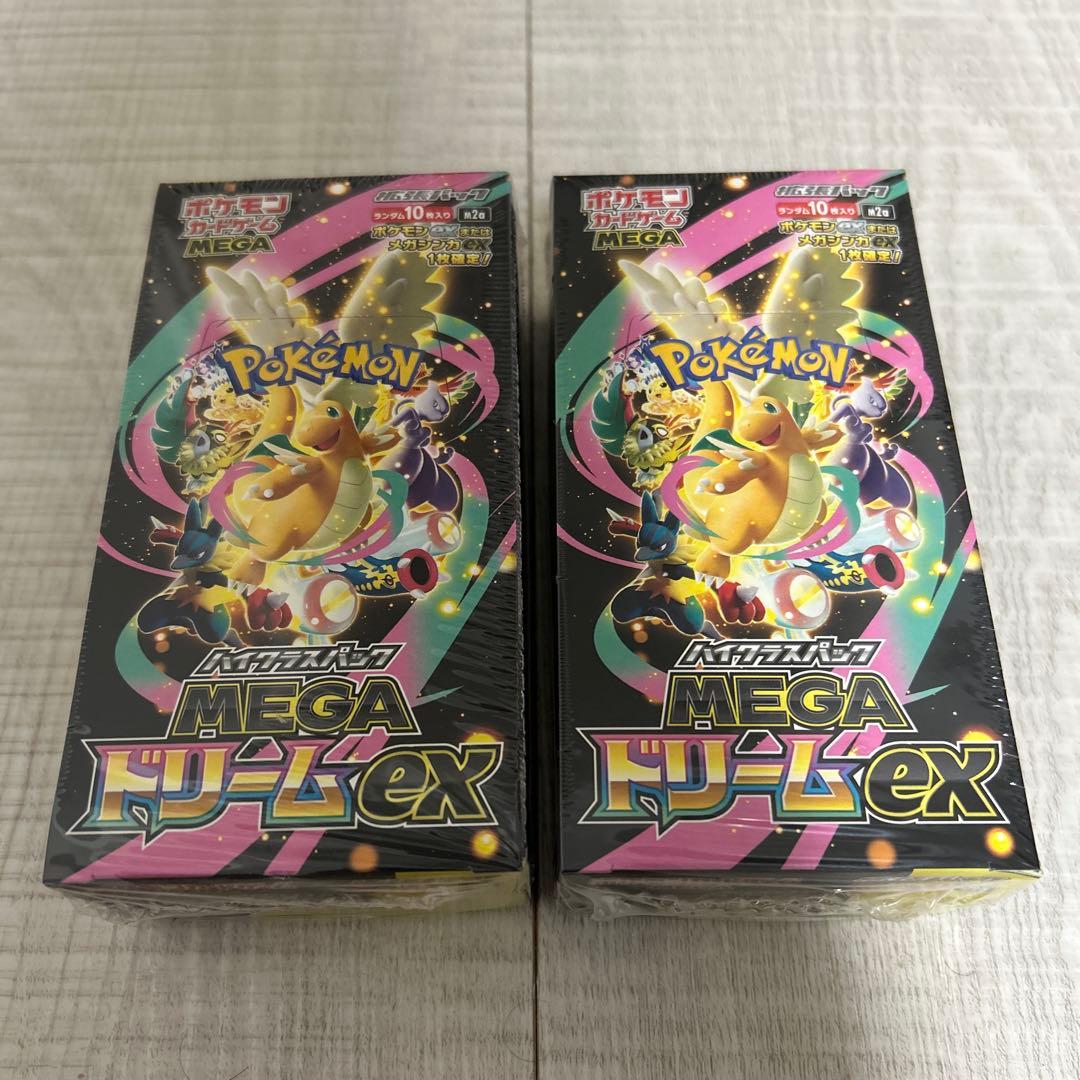 ポケモン
カードゲーム
MEGA
拡張パック
ランダム10枚入り M2a
ポケモンexまたは
メガシンカex
1枚確定!
POKéMON
ハイクラスパック
MEGA
ドリームex
ポケモン
カードゲーム
MEGA
拡張パック
ランダム10枚入り M2a
ポケモンexまたは
メガシンカex
1枚確定!
POKéMON
ハイクラスパック
MEGA
ドリームex